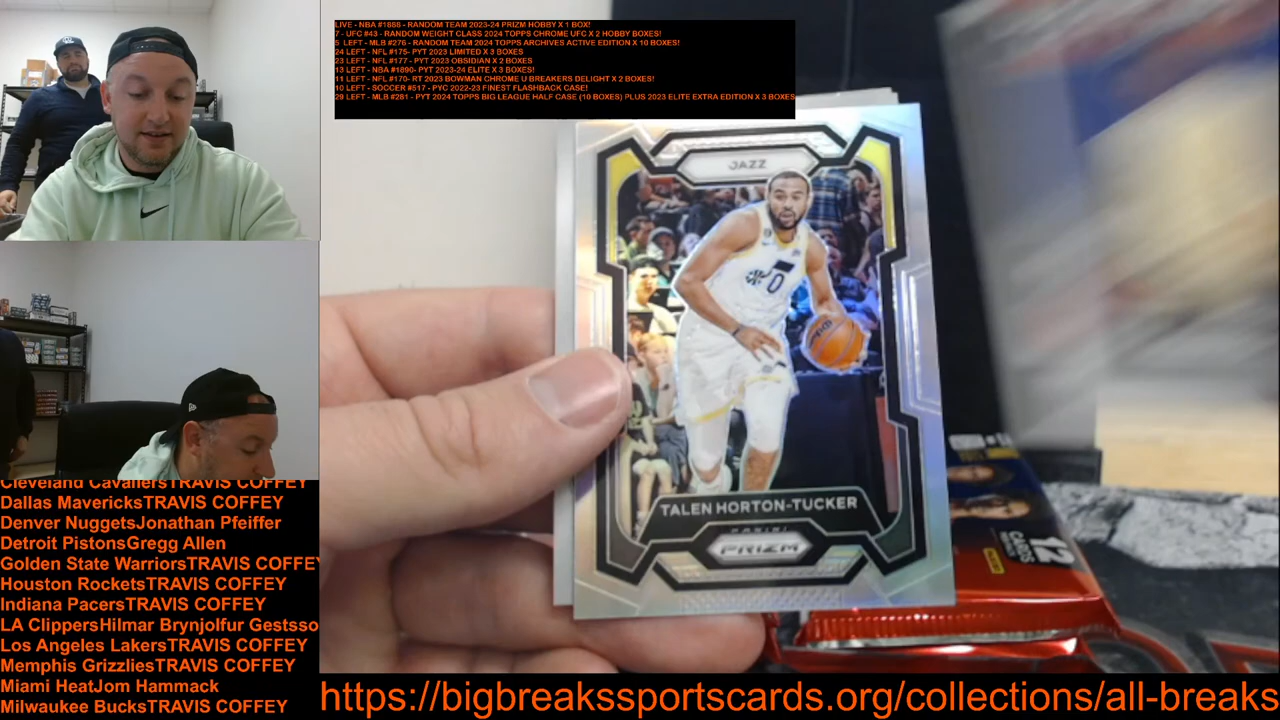 LIVE - NBA #1886 - RANDOM TEAM 2023-24 PRIZM HOBBY X 1 BOX!
7 - UFC #43 - RANDOM WEIGHT CLASS 2024 TOPPS CHROME UFC X 2 HOBBY BOXES!
5 LEFT - MLB #276 - RANDOM TEAM 2024 TOPPS ARCHIVES ACTIVE EDITION X 10 BOXES!
24 LEFT - NFL #175- PYT 2023 LIMITED X 3 BOXES
23 LEFT - NFL #177 - PYT 2023 OBSIDIAN X 2 BOXES
13 LEFT - NBA #1890- PYT 2023-24 ELITE X 3 BOXES!
11 LEFT - NFL #170- RT 2023 BOWMAN CHROME U BREAKERS DELIGHT X 2 BOXES!
10 LEFT - SOCCER #517 - PYC 2022-23 FINEST FLASHBACK CASE!
29 LEFT - MLB #281 - PYT 2024 TOPPS BIG LEAGUE HALF CASE (10 BOXES) PLUS 2023 ELITE EXTRA EDITION X 3 BOXES
JAZZ
0
TALEN HORTON-TUCKER
PANINI
PRIZM
12
CARDS
Cleveland CavaliersTRAVIS COFFEY
Dallas MavericksTRAVIS COFFEY
Denver NuggetsJonathan Pfeiffer
Detroit PistonsGregg Allen
Golden State WarriorsTRAVIS COFFEY
Houston RocketsTRAVIS COFFEY
Indiana PacersTRAVIS COFFEY
LA ClippersHilmar Brynjolfur Gestsso
Los Angeles LakersTRAVIS COFFEY
Memphis GrizzliesTRAVIS COFFEY
Miami HeatJom Hammack
Milwaukee BucksTRAVIS COFFEY
https://bigbreakssportscards.org/collections/all-breaks